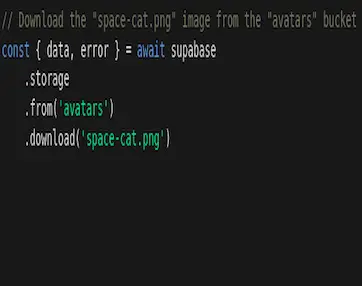 // Download the "space-cat.png" image from the "avatars" bucket
const { data, error } = await supabase
    .storage
    .from('avatars')
    .download('space-cat.png')